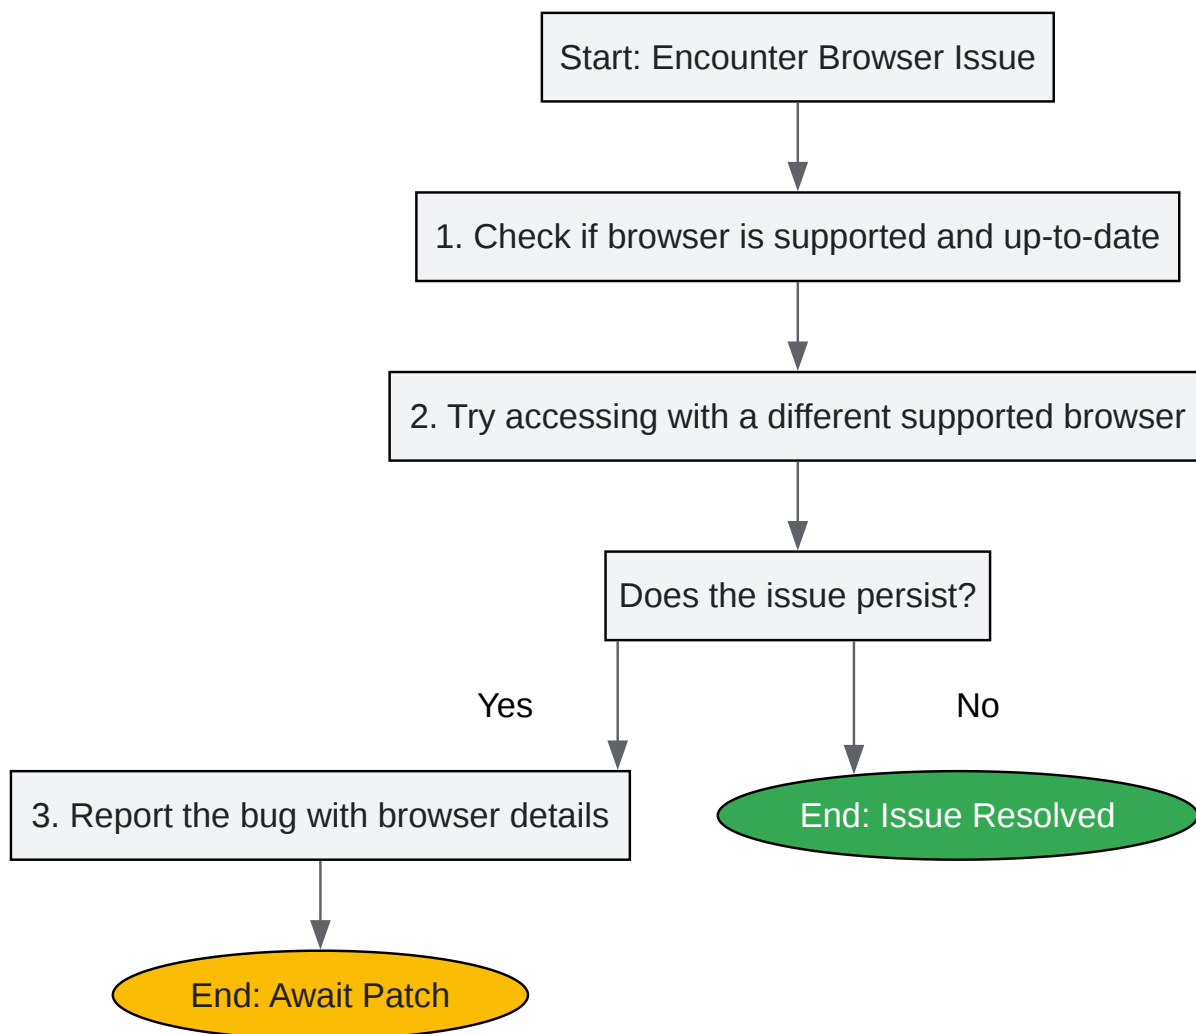 Start: Encounter Browser Issue
1. Check if browser is supported and up-to-date
2. Try accessing with a different supported browser
Does the issue persist?
Yes
No
3. Report the bug with browser details
End: Issue Resolved
End: Await Patch